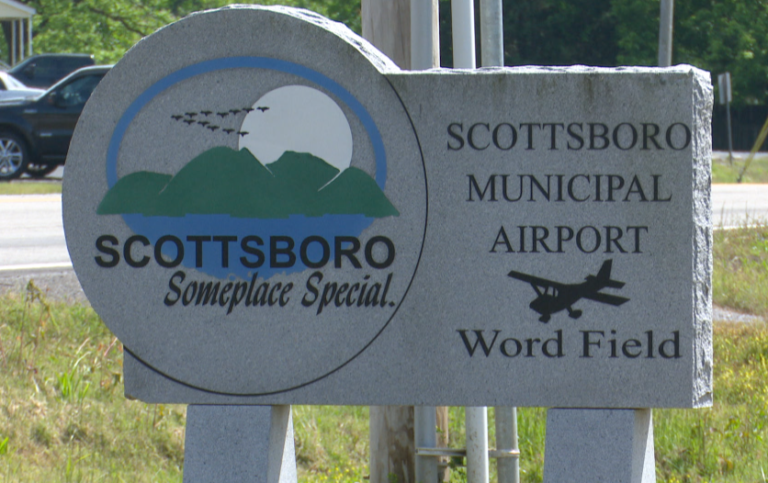 SCOTTSBORO
Someplace Special.
SCOTTSBORO
MUNICIPAL
AIRPORT
Word Field